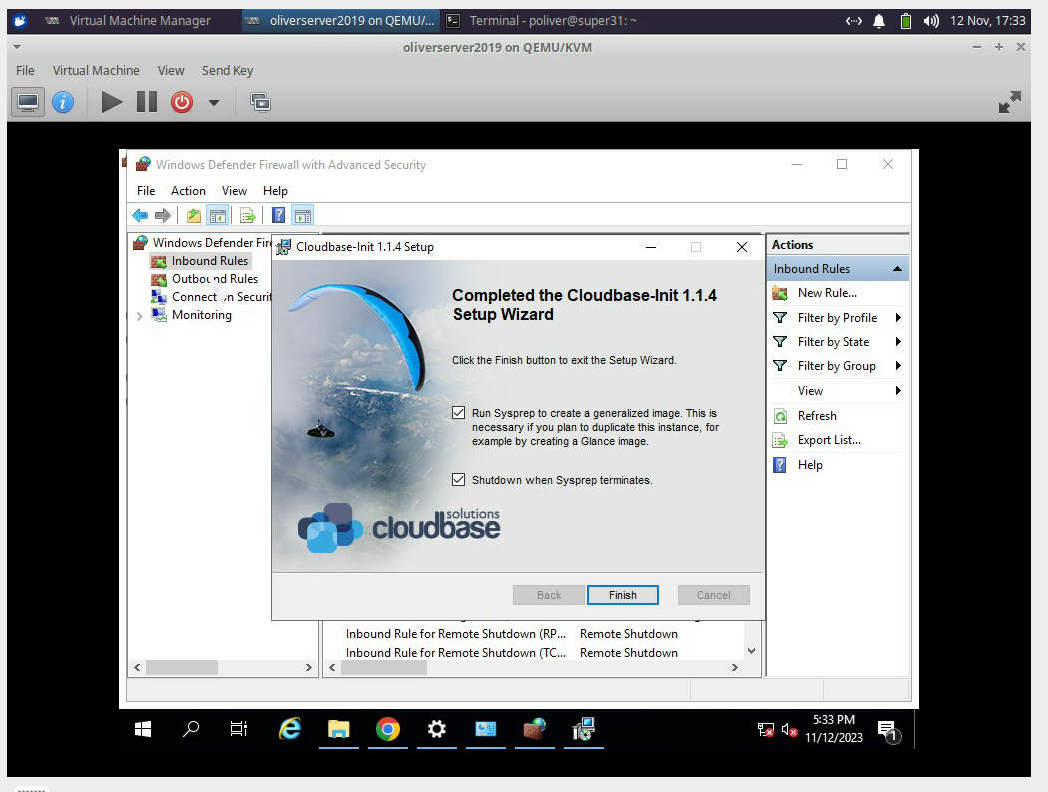 Virtual Machine Manager
oliverserver2019 on QEMU/...
Terminal - poliver@super31: ~
12 Nov, 17:33
oliverserver2019 on QEMU/KVM
File Virtual Machine View Send Key
Windows Defender Firewall with Advanced Security
File Action View Help
Windows Defender Fire
Inbound Rules
Outbound Rules
Connection Securit
Monitoring
Cloudbase-Init 1.1.4 Setup
Completed the Cloudbase-Init 1.1.4
Setup Wizard
Click the Finish button to exit the Setup Wizard.
Run Sysprep to create a generalized image. This is
necessary if you plan to duplicate this instance, for
example by creating a Glance image.
Shutdown when Sysprep terminates.
cloudbase solutions
Back Finish Cancel
Inbound Rule for Remote Shutdown (RP... Remote Shutdown
Inbound Rule for Remote Shutdown (TC... Remote Shutdown
Actions
Inbound Rules
New Rule...
Filter by Profile
Filter by State
Filter by Group
View
Refresh
Export List...
Help
5:33 PM
11/12/2023
1